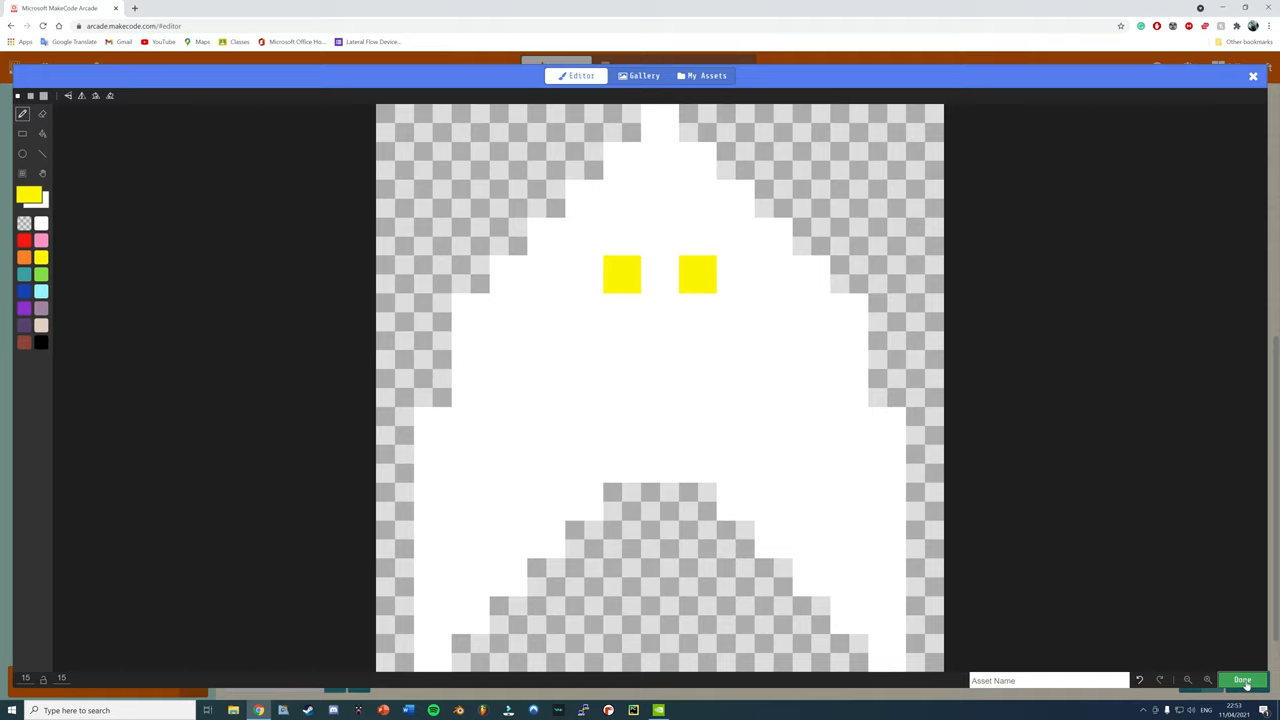 Microsoft MakeCode Arcade
arcade.makecode.com/#editor
Apps
Google Translate
Gmail
YouTube
Maps
Classes
Microsoft Office Ho...
Lateral Flow Device...
Other bookmarks
Editor
Gallery
My Assets
15
15
Asset Name
Done
Type here to search
ENG
22:53
11/04/2021